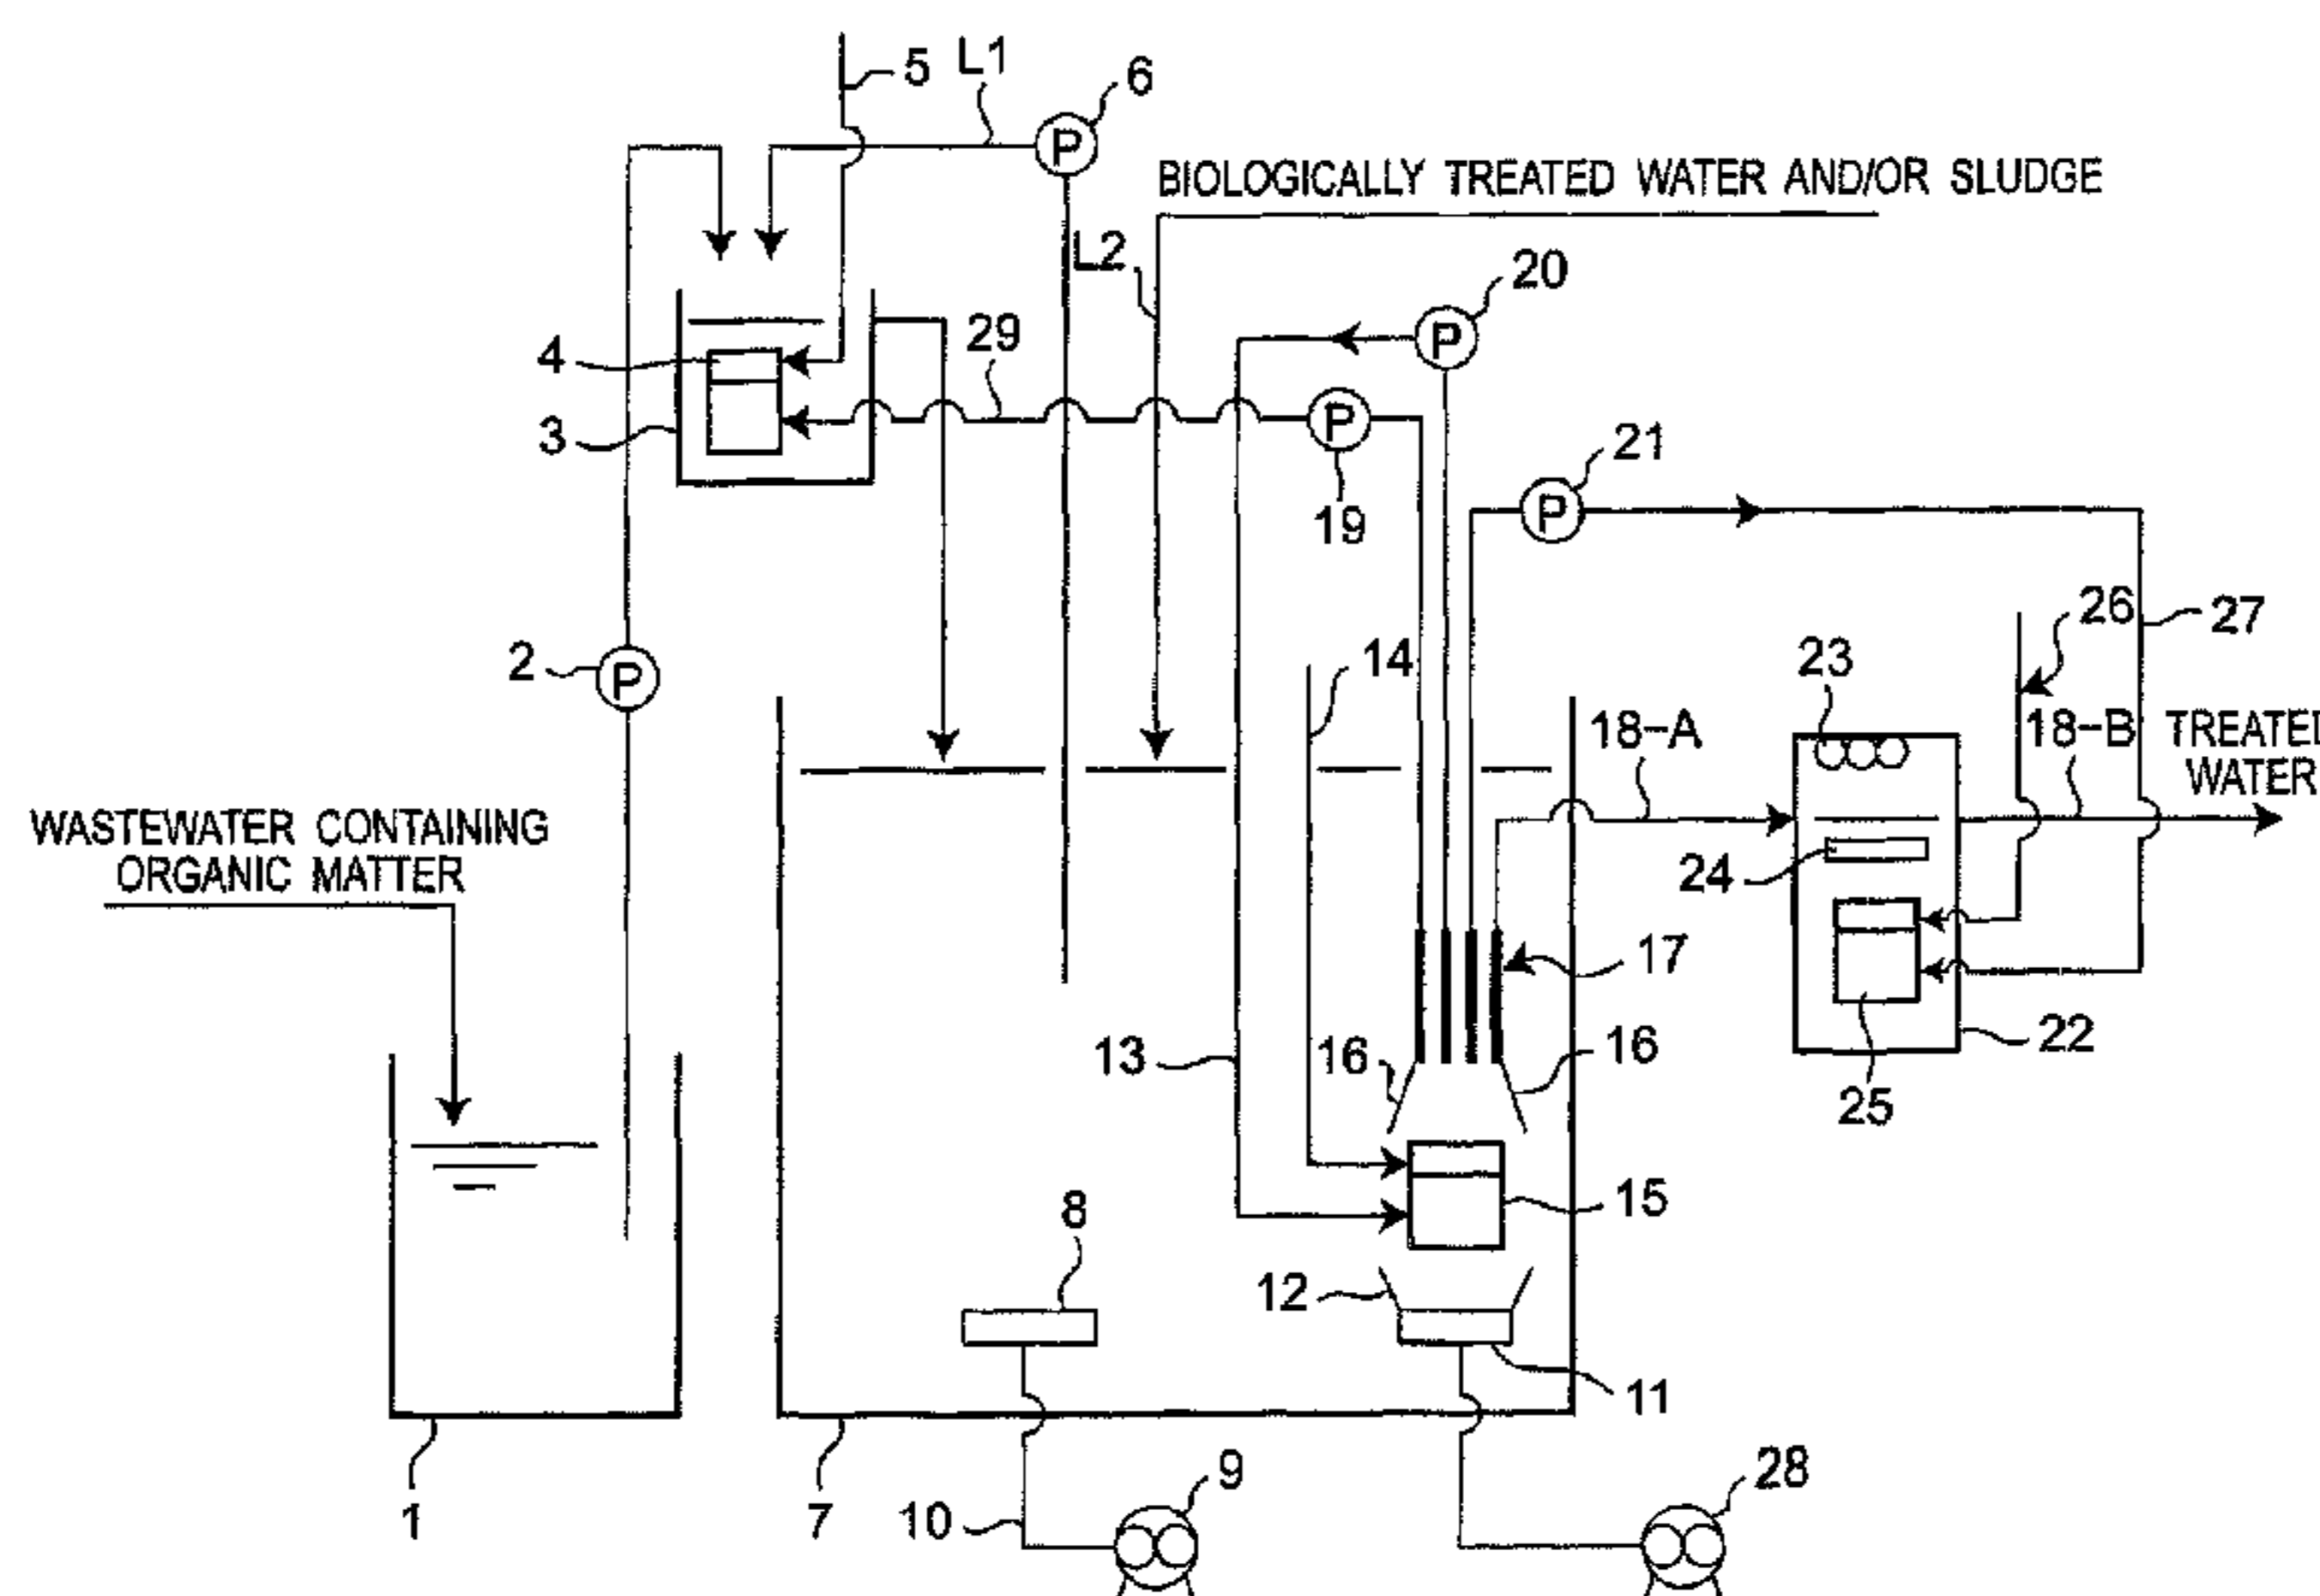 5
L1
6
P
BIOLOGICALLY TREATED WATER AND/OR SLUDGE
L2
20
P
4
29
3
P
19
21
P
2
P
14
26
27
23
18-A
18-B
TREATED
WATER
WASTEWATER CONTAINING
ORGANIC MATTER
24
17
13
16
16
22
25
15
8
12
11
1
7
10
9
28